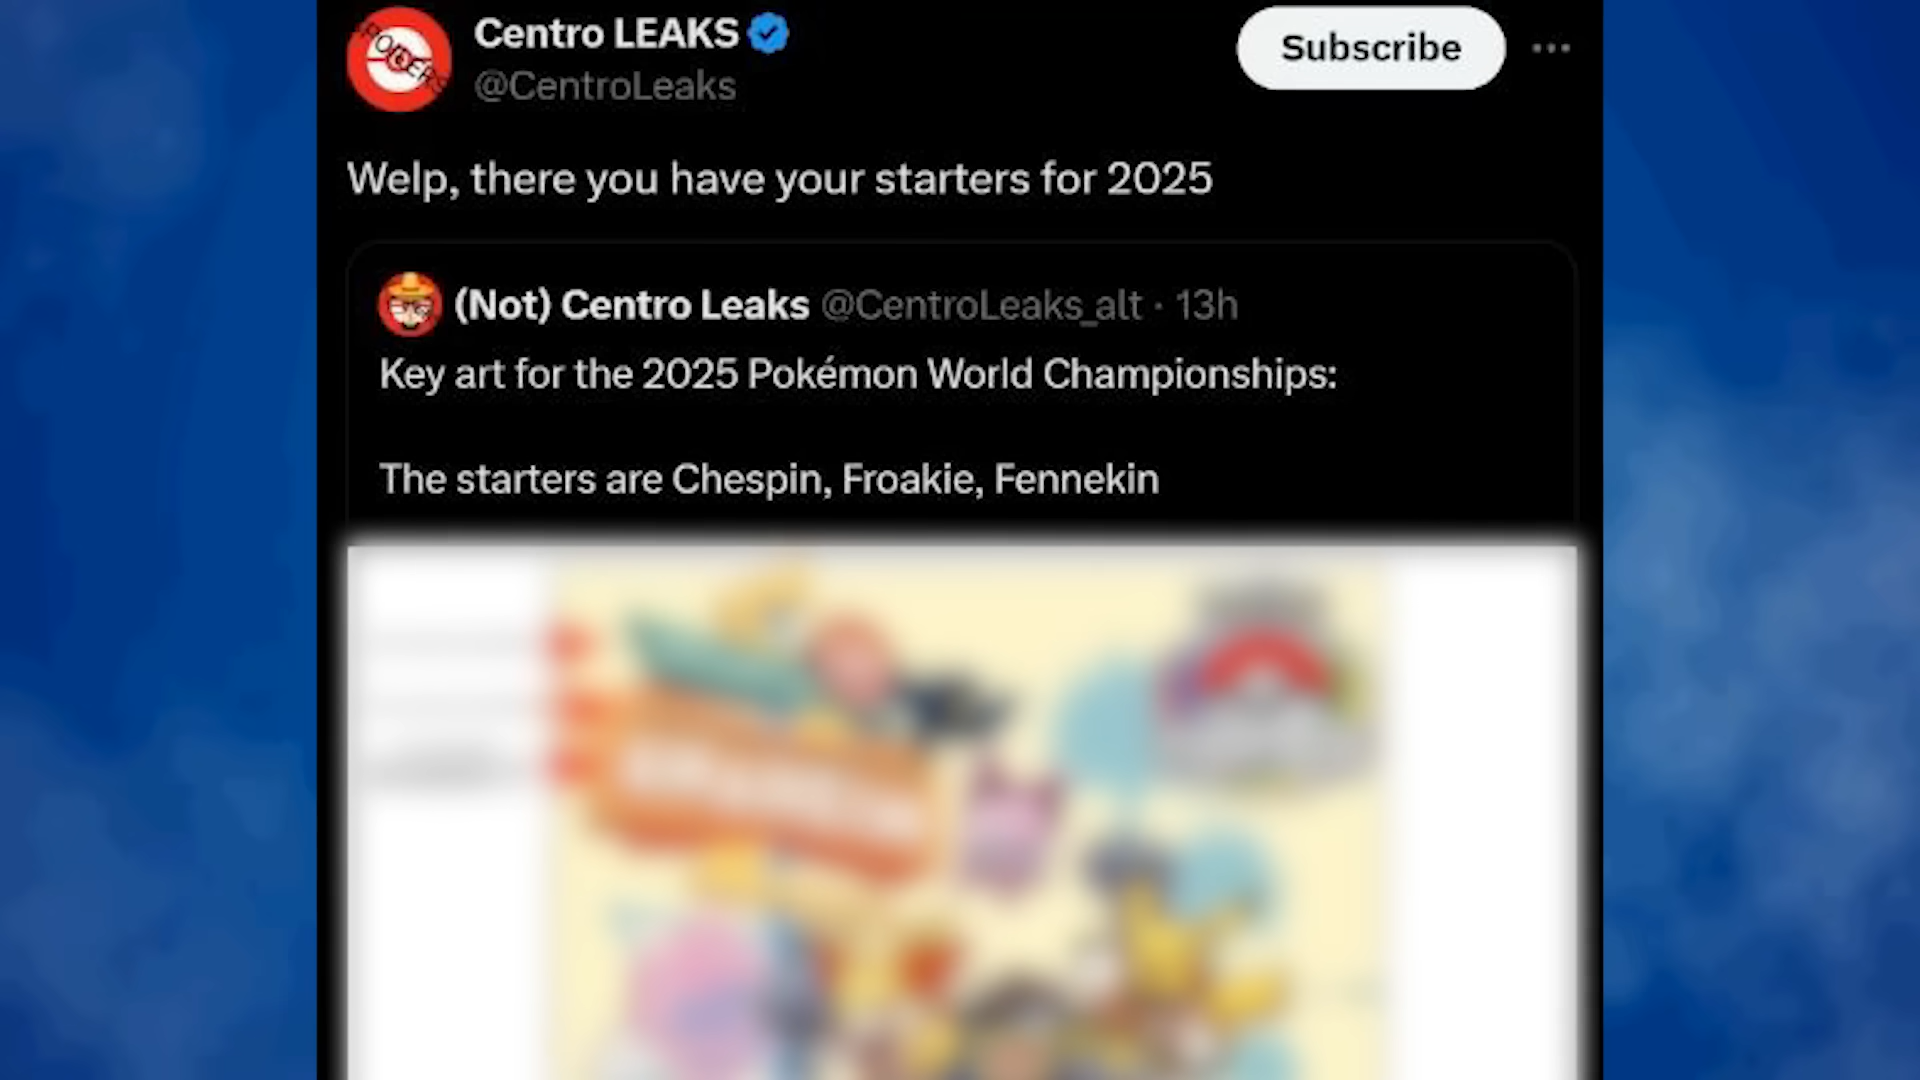 Centro LEAKS
@CentroLeaks
Subscribe
Welp, there you have your starters for 2025
(Not) Centro Leaks @CentroLeaks_alt · 13h
Key art for the 2025 Pokémon World Championships:
The starters are Chespin, Froakie, Fennekin